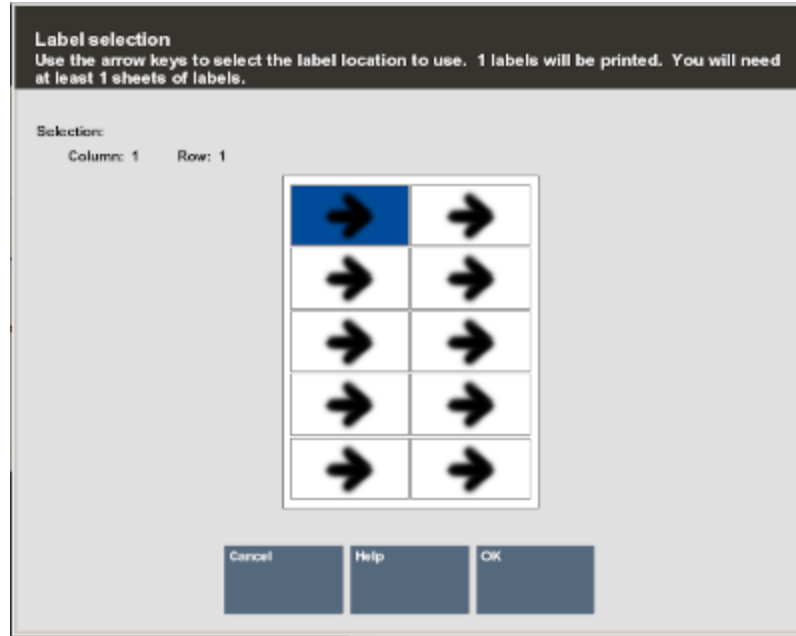 Label selection
Use the arrow keys to select the label location to use.  1 labels will be printed.  You will need
at least 1 sheets of labels.
Selection:
Column: 1 Row: 1
Cancel Help OK